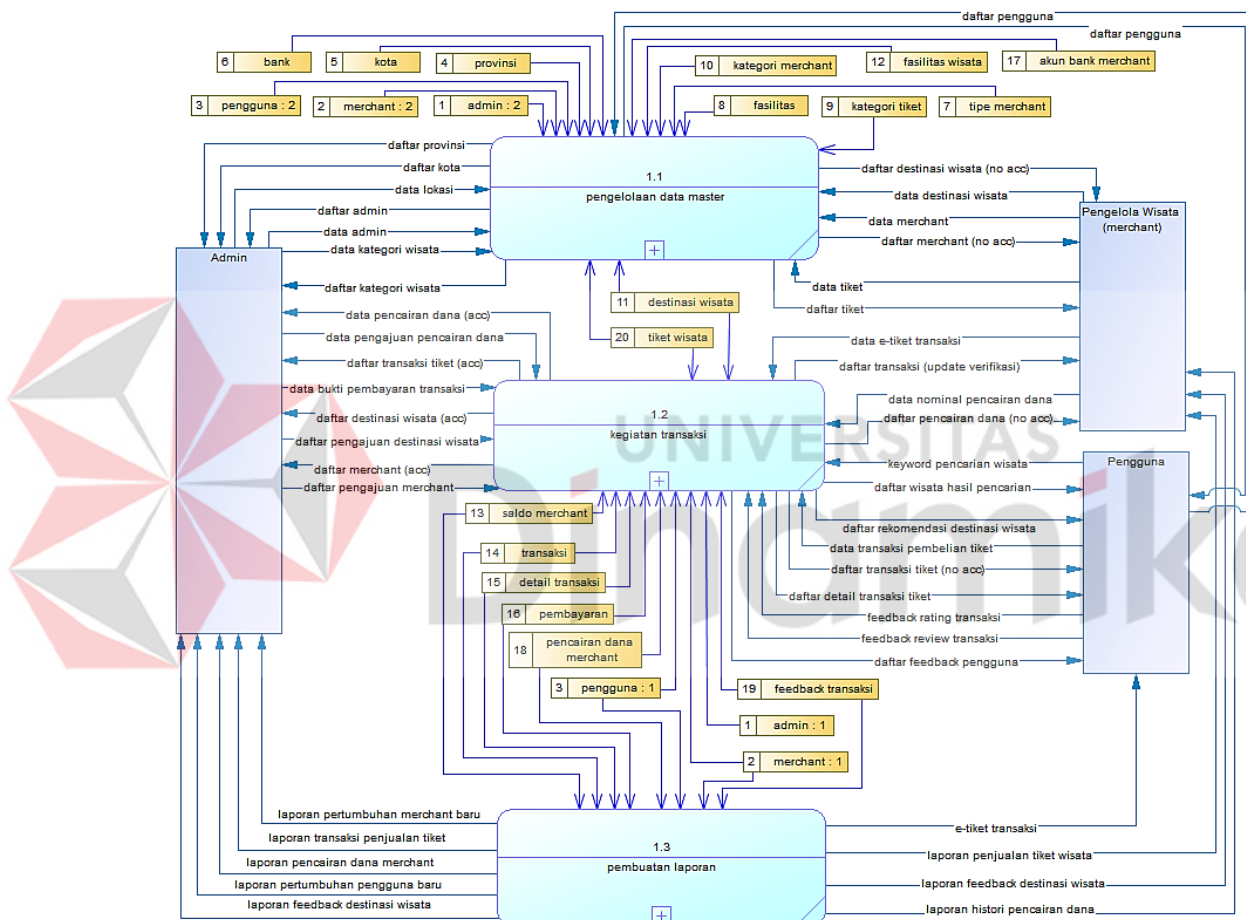 daftar pengguna
daftar pengguna
6 bank
5 kota
4 provinsi
10 kategori merchant
12 fasilitas wisata
17 akun bank merchant
3 pengguna : 2
2 merchant : 2
1 admin : 2
8 fasilitas
9 kategori tiket
7 tipe merchant
1.1
pengelolaan data master
daftar provinsi
daftar kota
data lokasi
daftar admin
data admin
data kategori wisata
daftar kategori wisata
daftar destinasi wisata (no acc)
data destinasi wisata
data merchant
daftar merchant (no acc)
data tiket
daftar tiket
Pengelola Wisata
(merchant)
Admin
11 destinasi wisata
20 tiket wisata
data pencairan dana (acc)
data pengajuan pencairan dana
daftar transaksi tiket (acc)
data bukti pembayaran transaksi
daftar destinasi wisata (acc)
daftar pengajuan destinasi wisata
daftar merchant (acc)
daftar pengajuan merchant
1.2
kegiatan transaksi
data e-tiket transaksi
daftar transaksi (update verifikasi)
data nominal pencairan dana
daftar pencairan dana (no acc)
keyword pencarian wisata
daftar wisata hasil pencarian
daftar rekomendasi destinasi wisata
data transaksi pembelian tiket
daftar transaksi tiket (no acc)
daftar detail transaksi tiket
feedback rating transaksi
feedback review transaksi
daftar feedback pengguna
Pengguna
UNIVERSITAS
Dinamika
13 saldo merchant
14 transaksi
15 detail transaksi
16 pembayaran
18 pencairan dana
merchant
3 pengguna : 1
19 feedback transaksi
1 admin : 1
2 merchant : 1
1.3
pembuatan laporan
laporan pertumbuhan merchant baru
laporan transaksi penjualan tiket
laporan pencairan dana merchant
laporan pertumbuhan pengguna baru
laporan feedback destinasi wisata
e-tiket transaksi
laporan penjualan tiket wisata
laporan feedback destinasi wisata
laporan histori pencairan dana